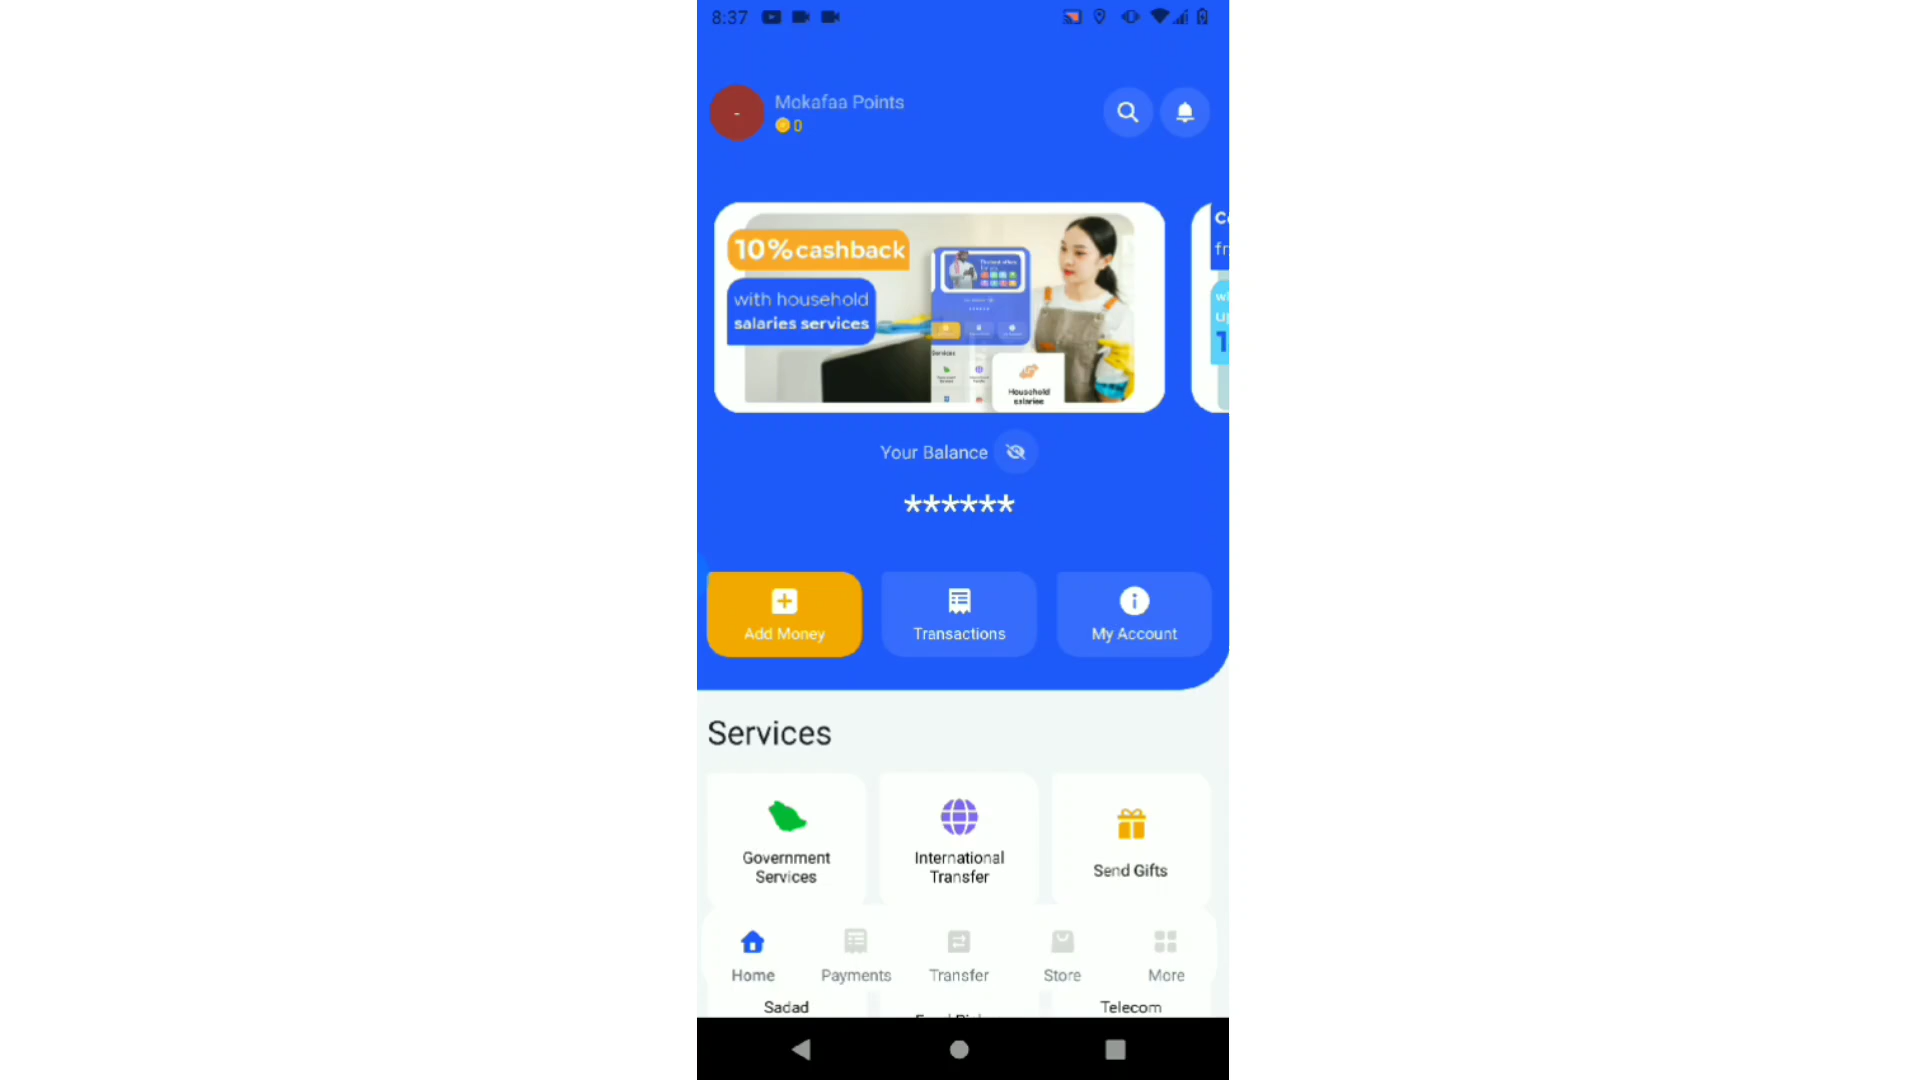 8:37
Mokafaa Points
0
10% cashback
with household
salaries services
Services
Household
salaries
Your Balance
******
Add Money
Transactions
My Account
Services
Government
Services
International
Transfer
Send Gifts
Home
Payments
Transfer
Store
More
Sadad
Telecom